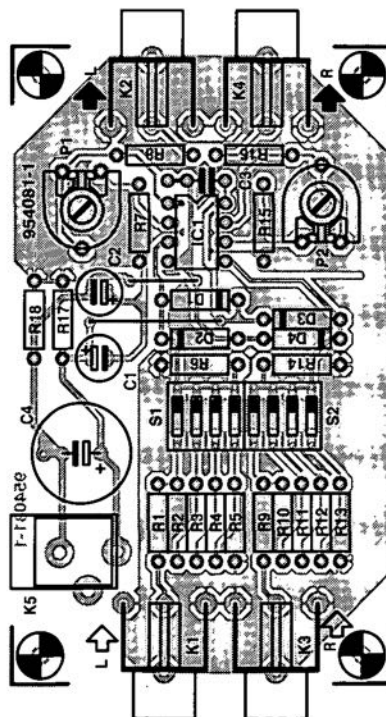 L
K2
K4
R
R8
R16
P1
954081-1
R7
C3
IC1
R15
P2
C2
D1
D3
D2
D4
R18
R17
R6
R14
C1
S1
S2
C4
+
954081-1
R1
R2
R3
R4
R5
R9
R10
R11
R12
R13
K5
L
K1
K3
R